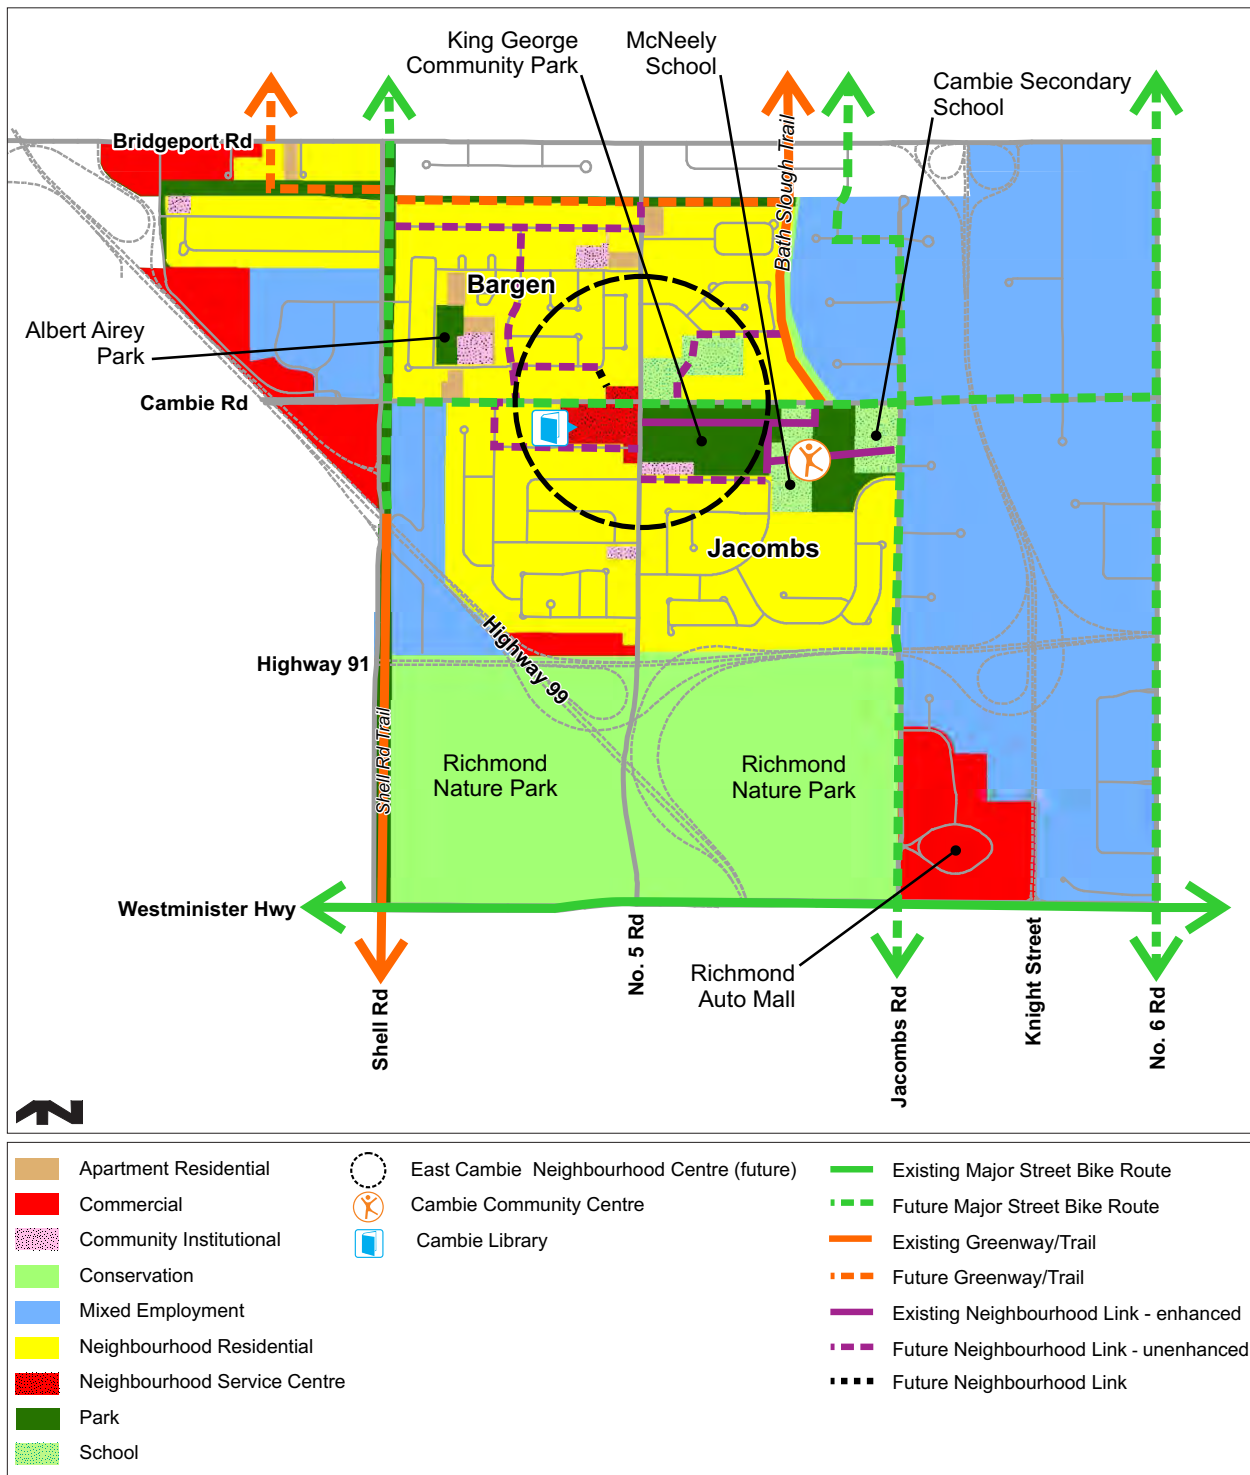 King George
Community Park
McNeely
School
Cambie Secondary
School
Bridgeport Rd
Bath Slough Trail
Bargen
Albert Airey
Park
Cambie Rd
Jacombs
Highway 91
Highway 99
Shell Rd Trail
Richmond
Nature Park
Richmond
Nature Park
Westminister Hwy
Richmond
Auto Mall
Shell Rd
No. 5 Rd
Jacombs Rd
Knight Street
No. 6 Rd
N
Apartment Residential
Commercial
Community Institutional
Conservation
Mixed Employment
Neighbourhood Residential
Neighbourhood Service Centre
Park
School
East Cambie Neighbourhood Centre (future)
Cambie Community Centre
Cambie Library
Existing Major Street Bike Route
Future Major Street Bike Route
Existing Greenway/Trail
Future Greenway/Trail
Existing Neighbourhood Link - enhanced
Future Neighbourhood Link - unenhanced
Future Neighbourhood Link